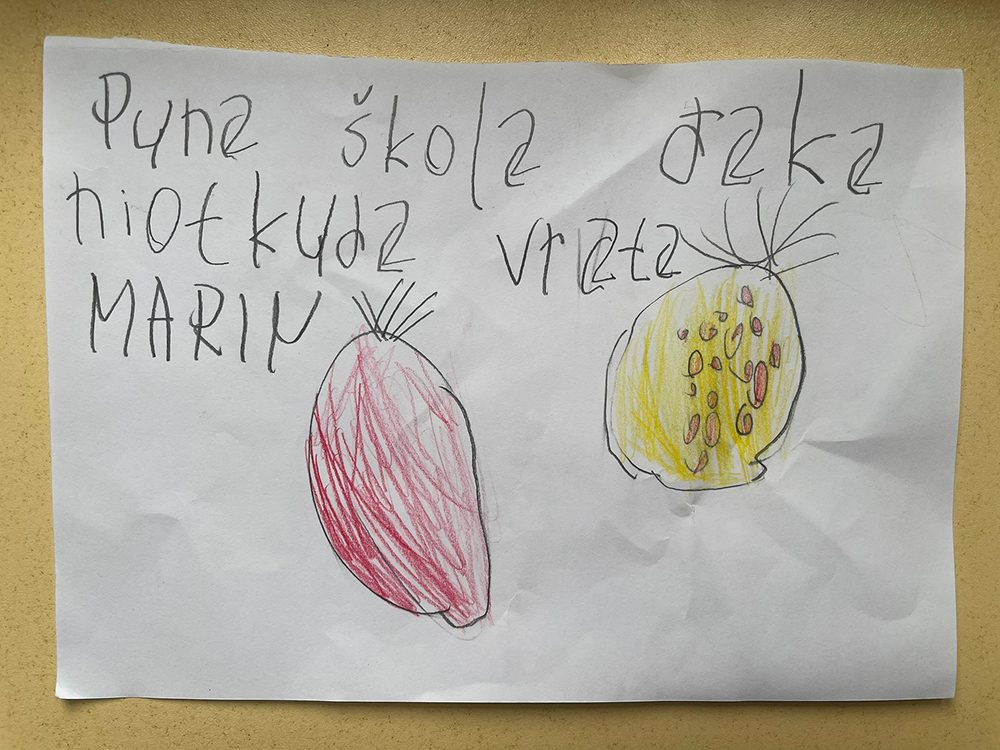 Puna škola đaka
niotkuda vrata
MARIN